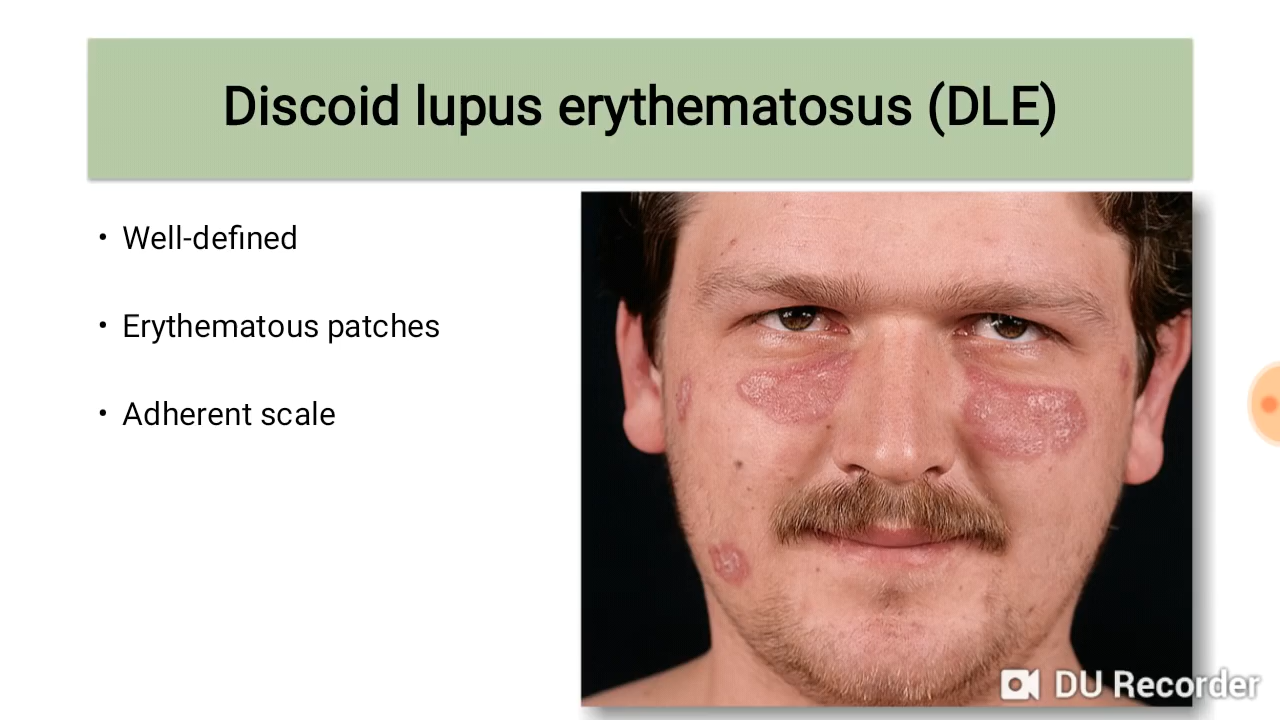 Discoid lupus erythematosus (DLE)
• Well-defined
• Erythematous patches
• Adherent scale
DU Recorder